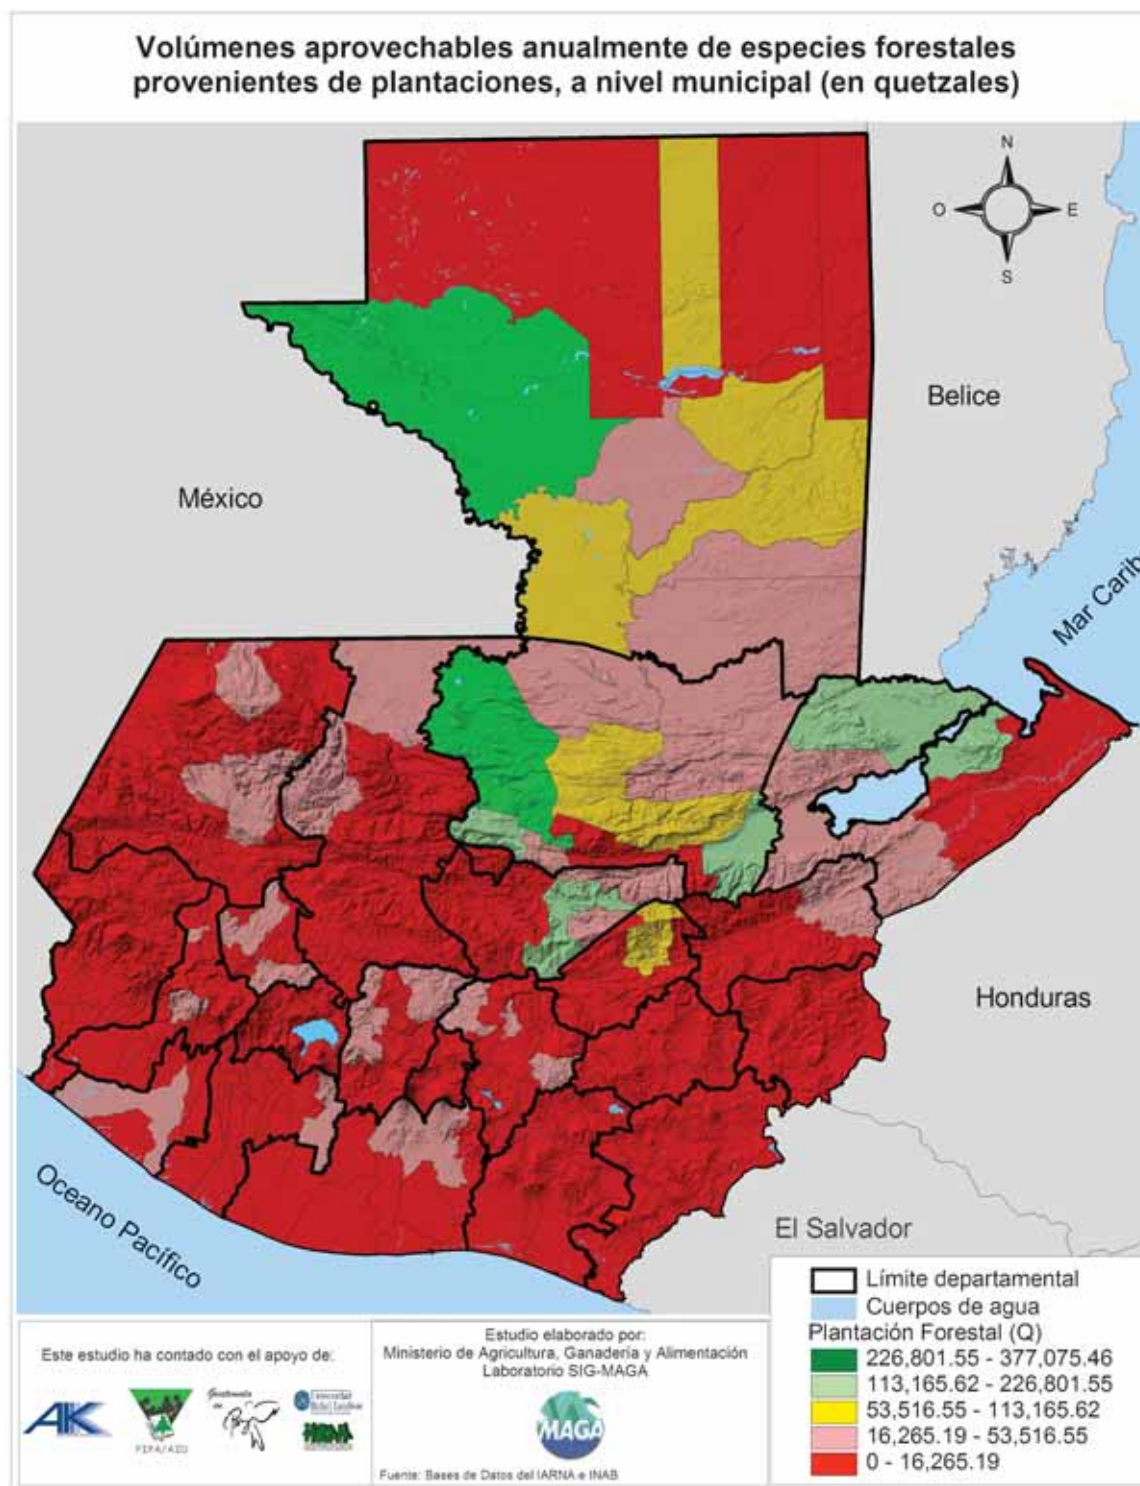 Volúmenes aprovechables anualmente de especies forestales
provenientes de plantaciones, a nivel municipal (en quetzales)
N
O
E
S
Belice
México
Mar Carib
Honduras
Oceano Pacífico
El Salvador
Límite departamental
Cuerpos de agua
Plantación Forestal (Q)
226,801.55 - 377,075.46
113,165.62 - 226,801.55
53,516.55 - 113,165.62
16,265.19 - 53,516.55
0 - 16,265.19
Este estudio ha contado con el apoyo de:
PIPA/AID
Estudio elaborado por:
Ministerio de Agricultura, Ganadería y Alimentación
Laboratorio SIG-MAGA
MAGA
Fuente: Bases de Datos del IARNA e INAB